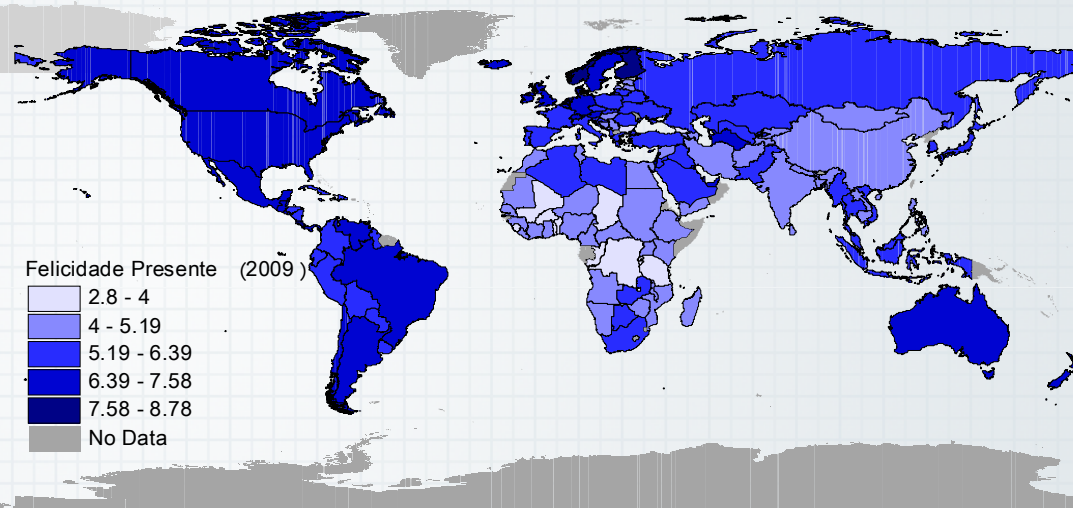 Felicidade Presente (2009 )
2.8 - 4
4 - 5.19
5.19 - 6.39
6.39 - 7.58
7.58 - 8.78
No Data